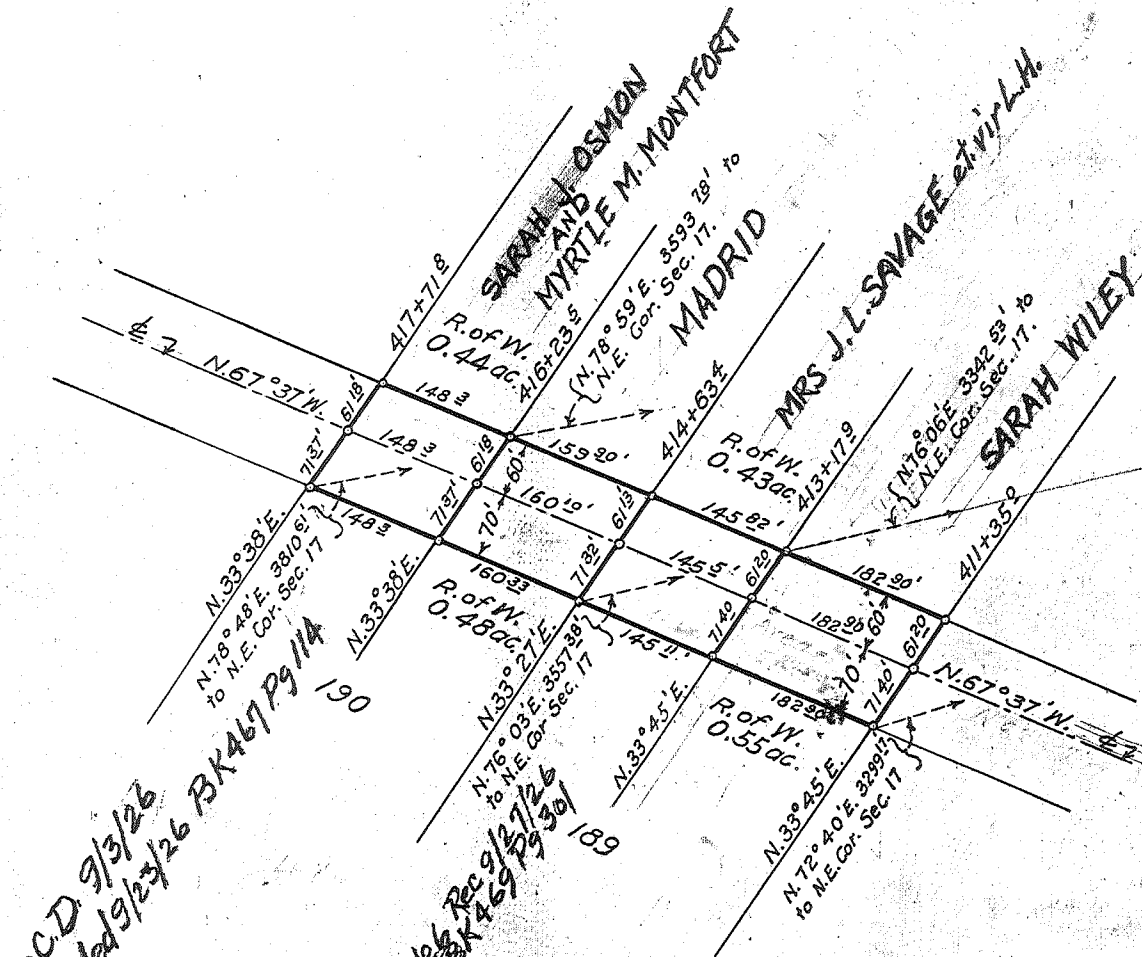 SARAH J. OSMON
AND
MYRTLE M. MONTFORT
417+71 8
R. of W.
0.44 ac.
416+23 5
{N.78°59'E. 3593 78' to
N.E. Cor. Sec. 17.
MADRID
414+63 4
MRS J. L. SAVAGE et. vir L.H.
R. of W.
0.43 ac.
413+17 9
{N.76°06'E 3342 53' to
N.E. Cor. Sec. 17.
SARAH WILEY
411+35 0
N.67°37'W.
61 18'
148 3
148 3
148 3
71 37'
61 18
60'
70'
71 37'
159 90'
160 19'
160 33
61 13
71 32'
145 82'
145 5'
145 11'
61 20
71 40
182 90'
182 90
182 90
60'
70'
61 20
71 40'
N.67°37'W.
N.33°38'E.
N.78°48'E. 3810 61'
to N.E. Cor. Sec. 17
N.33°38'E.
R. of W.
0.48 ac.
N.33°27'E.
N.76°03'E. 3557 38'
to N.E. Cor Sec. 17
N.33°45'E.
R. of W.
0.55 ac.
N.33°45'E.
N.72°40'E. 3299 17
to N.E. Cor. Sec. 17
190
189
C.D. 9/3/26
9/23/26 BK467 Pg 114
Rec 9/27/26
BK 469 Pg 301